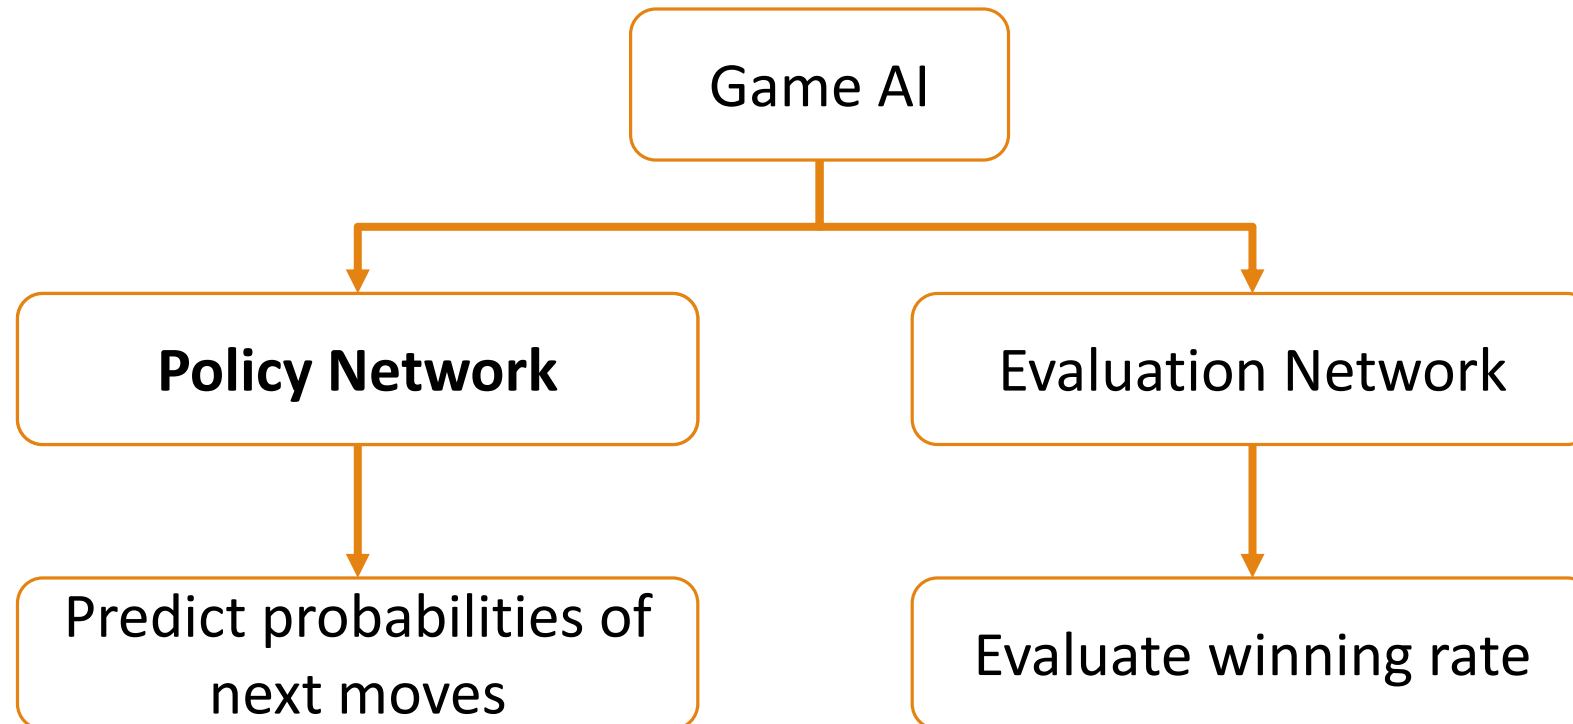 Game AI
Policy Network
Evaluation Network
Predict probabilities of
next moves
Evaluate winning rate